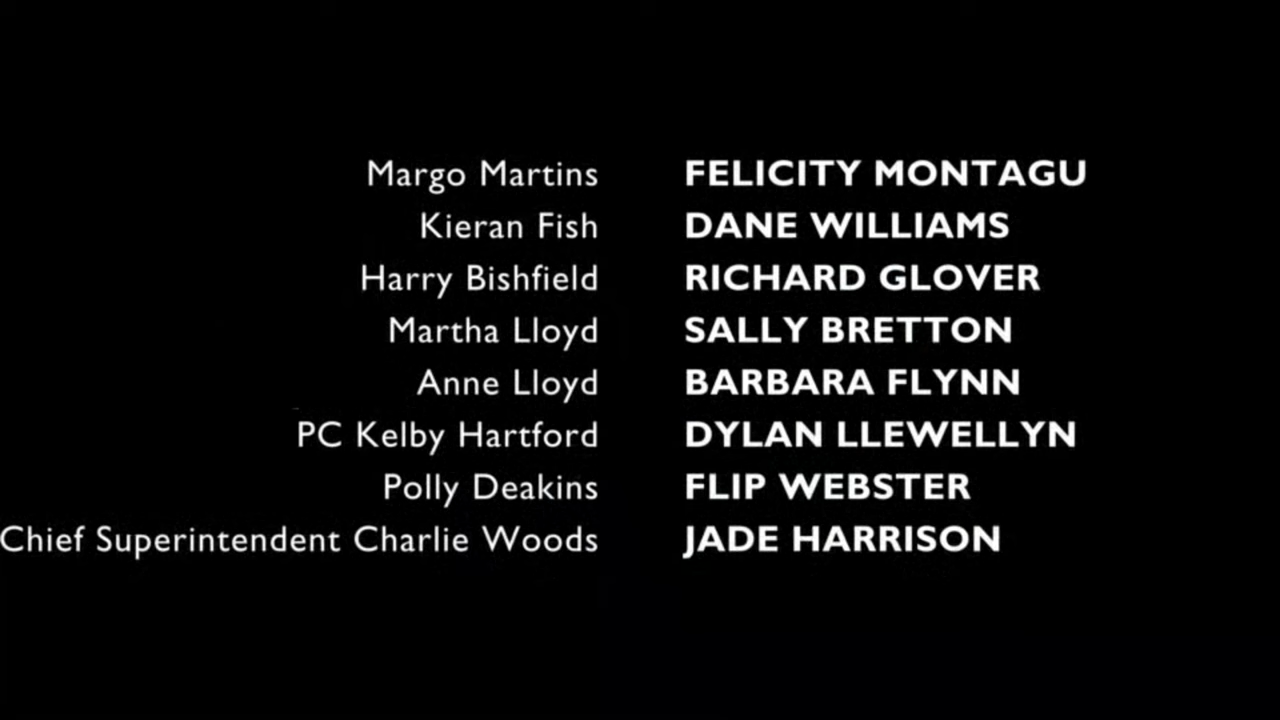 Margo Martins FELICITY MONTAGU
Kieran Fish DANE WILLIAMS
Harry Bishfield RICHARD GLOVER
Martha Lloyd SALLY BRETTON
Anne Lloyd BARBARA FLYNN
PC Kelby Hartford DYLAN LLEWELLYN
Polly Deakins FLIP WEBSTER
Chief Superintendent Charlie Woods JADE HARRISON